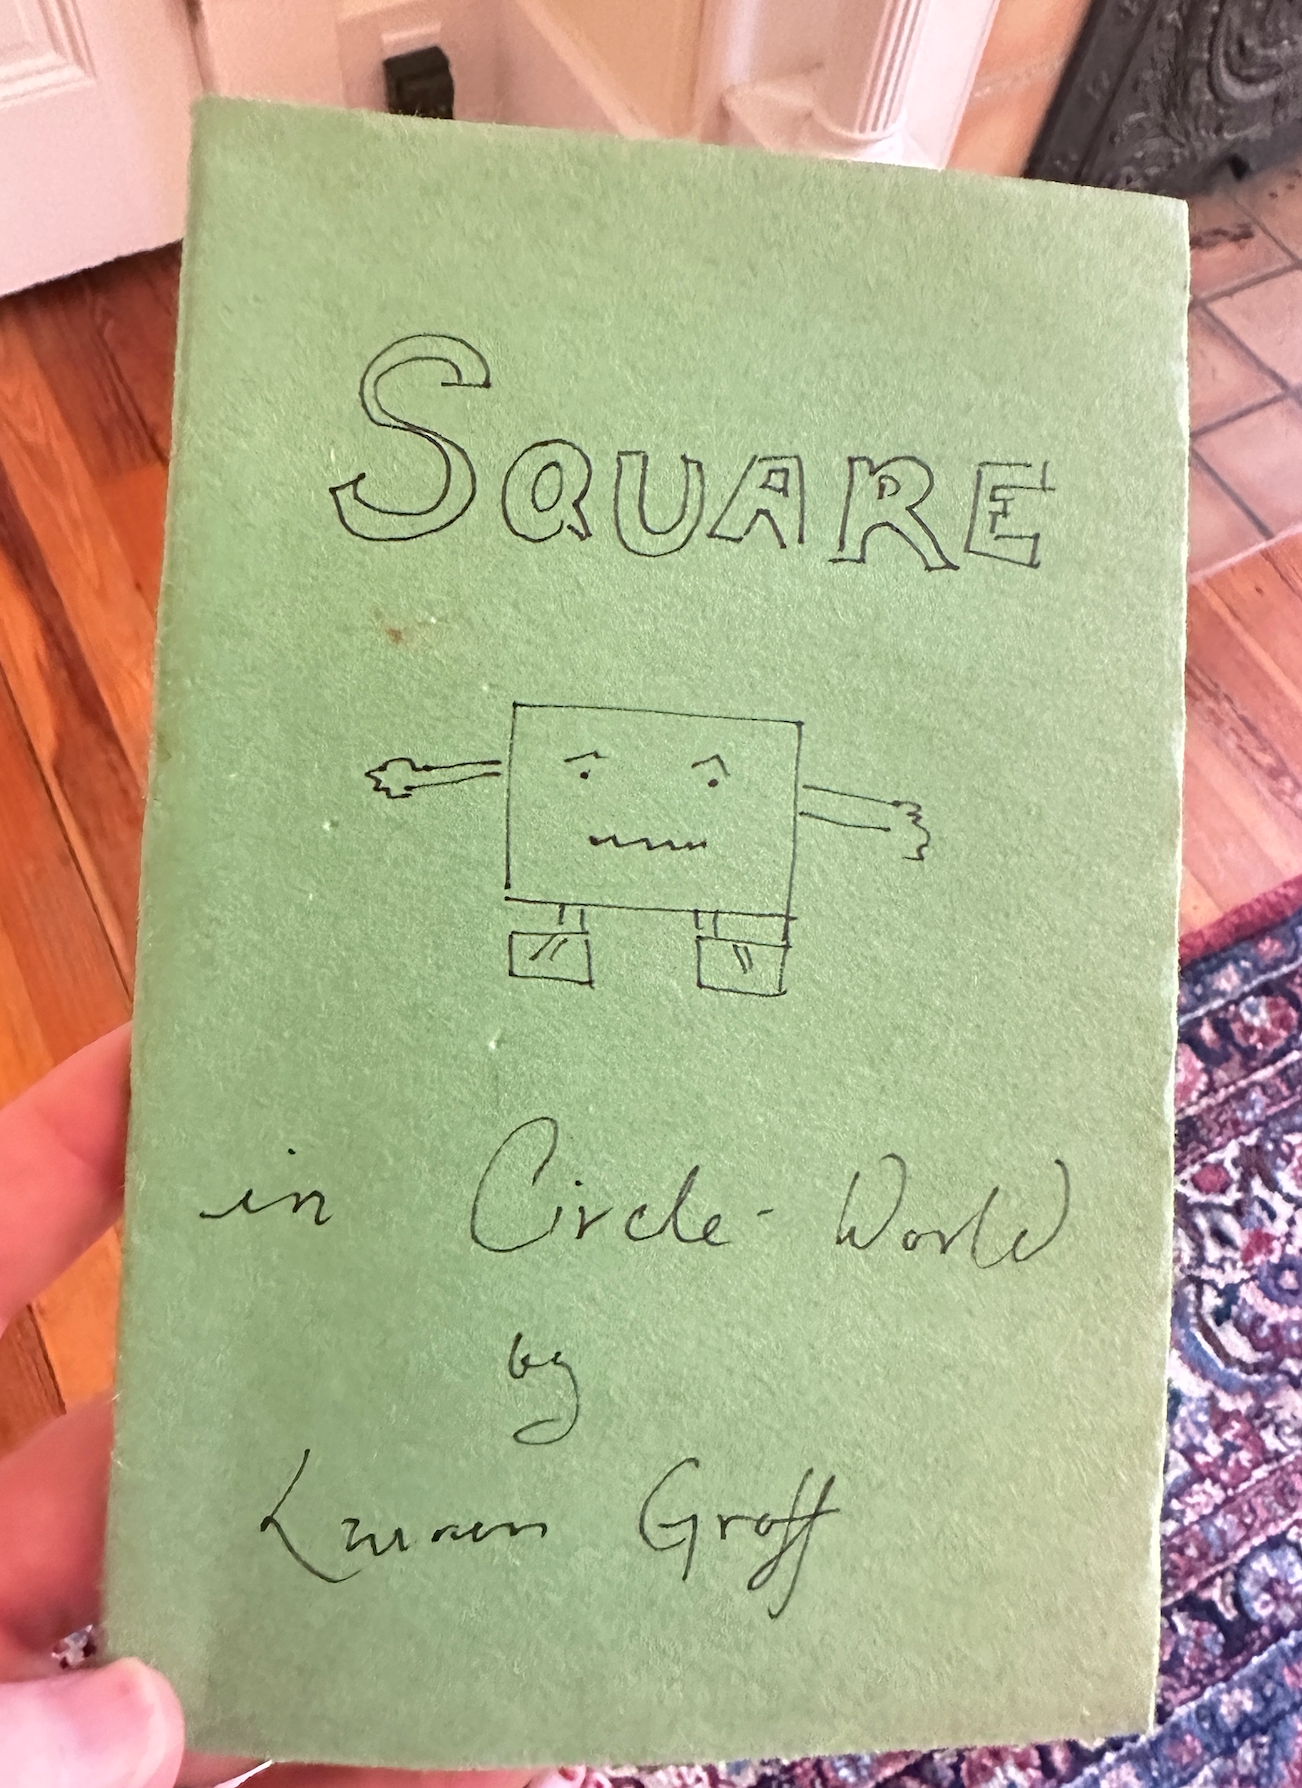 SQUARE
in Circle-World
by
Lauren Groff